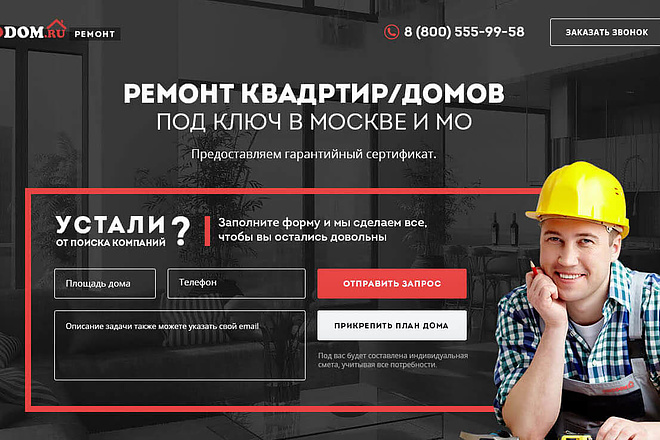 DOM.RU РЕМОНТ
8 (800) 555-99-58
ЗАКАЗАТЬ ЗВОНОК
РЕМОНТ КВАДРТИР/ДОМОВ
ПОД КЛЮЧ В МОСКВЕ И МО
Предоставляем гарантийный сертификат.
УСТАЛИ
ОТ ПОИСКА КОМПАНИЙ ?
Заполните форму и мы сделаем все,
чтобы вы остались довольны
Площадь дома
Телефон
ОТПРАВИТЬ ЗАПРОС
Описание задачи также можете указать свой email
ПРИКРЕПИТЬ ПЛАН ДОМА
Под вас будет составлена индивидуальная
смета, учитывая все потребности.